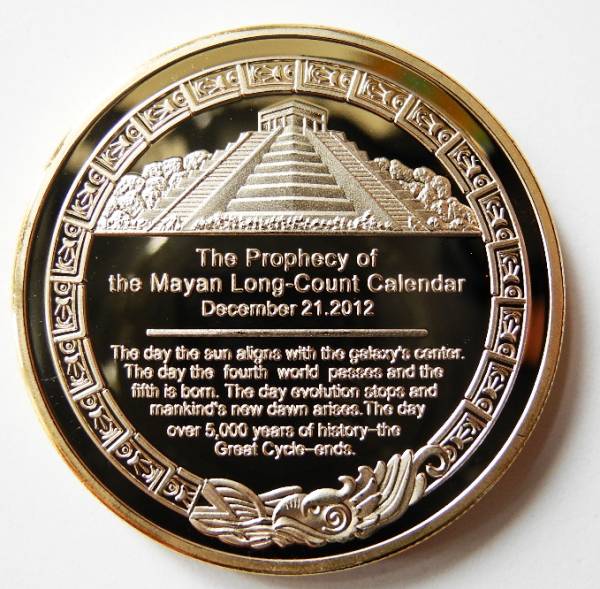 The Prophecy of
the Mayan Long-Count Calendar
December 21.2012
The day the sun aligns with the galaxy's center.
The day the fourth world passes and the
fifth is born. The day evolution stops and
mankind's new dawn arises.The day
over 5,000 years of history-the
Great Cycle-ends.